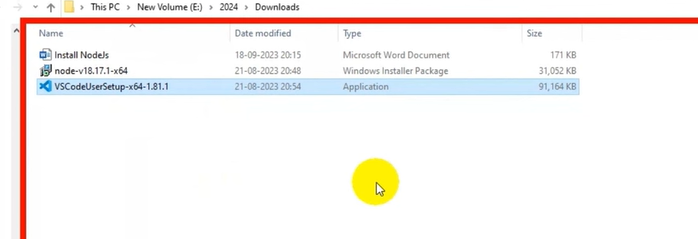 This PC > New Volume (E:) > 2024 > Downloads
Name Date modified Type Size
Install NodeJs 18-09-2023 20:15 Microsoft Word Document 171 KB
node-v18.17.1-x64 21-08-2023 20:48 Windows Installer Package 31,052 KB
VSCodeUserSetup-x64-1.81.1 21-08-2023 20:54 Application 91,164 KB